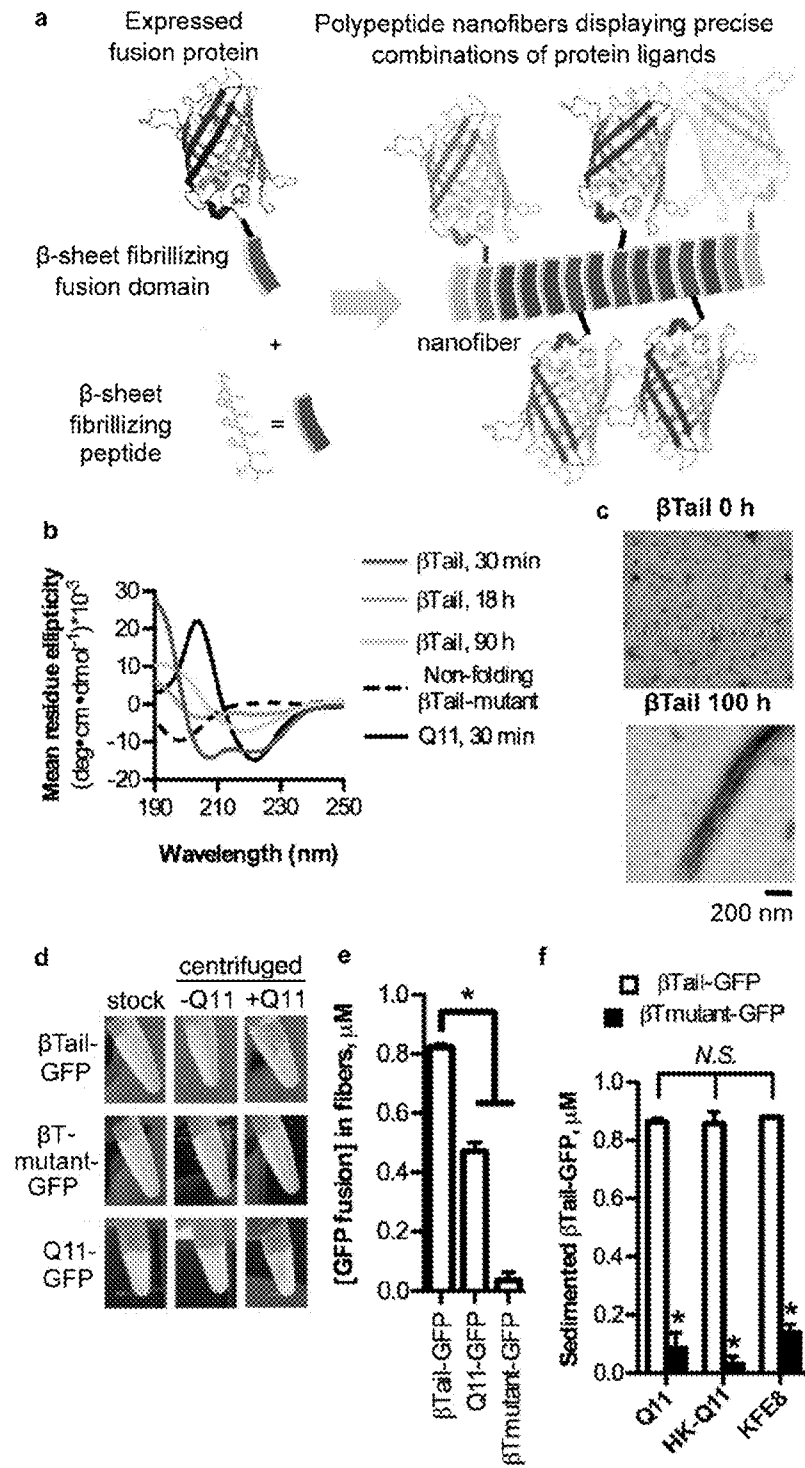 a
Expressed
fusion protein
Polypeptide nanofibers displaying precise
combinations of protein ligands
β-sheet fibrillizing
fusion domain
+
β-sheet
fibrillizing
peptide
=
nanofiber
b
Mean residue ellipticity
(deg•cm•dmol⁻¹)*10⁻³
30
20
10
0
-10
-20
190
210
230
250
Wavelength (nm)
βTail, 30 min
βTail, 18 h
βTail, 90 h
Non-folding
βTail-mutant
Q11, 30 min
c
βTail 0 h
βTail 100 h
200 nm
d
centrifuged
stock
-Q11
+Q11
βTail-
GFP
βT-
mutant-
GFP
Q11-
GFP
e
[GFP fusion] in fibers, μM
1.0
0.8
0.6
0.4
0.2
0.0
*
βTail-GFP
Q11-GFP
βTmutant-GFP
f
βTail-GFP
βTmutant-GFP
N.S.
Sedimented βTail-GFP, μM
1.0
0.8
0.6
0.4
0.2
0.0
*
*
*
Q11
HK-Q11
KFE8